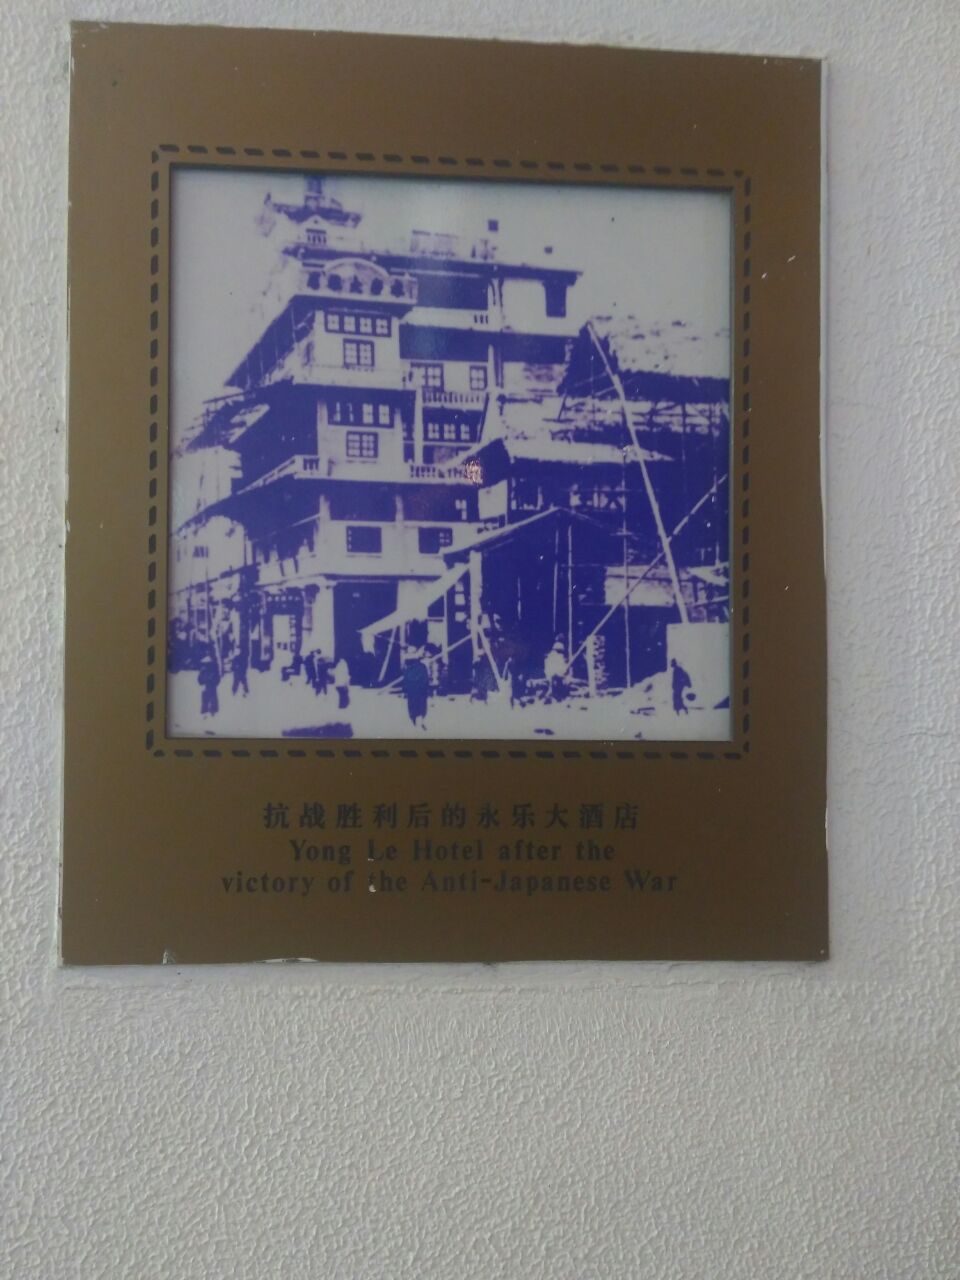 抗战胜利后的永乐大酒店
Yong Le Hotel after the
victory of the Anti-Japanese War